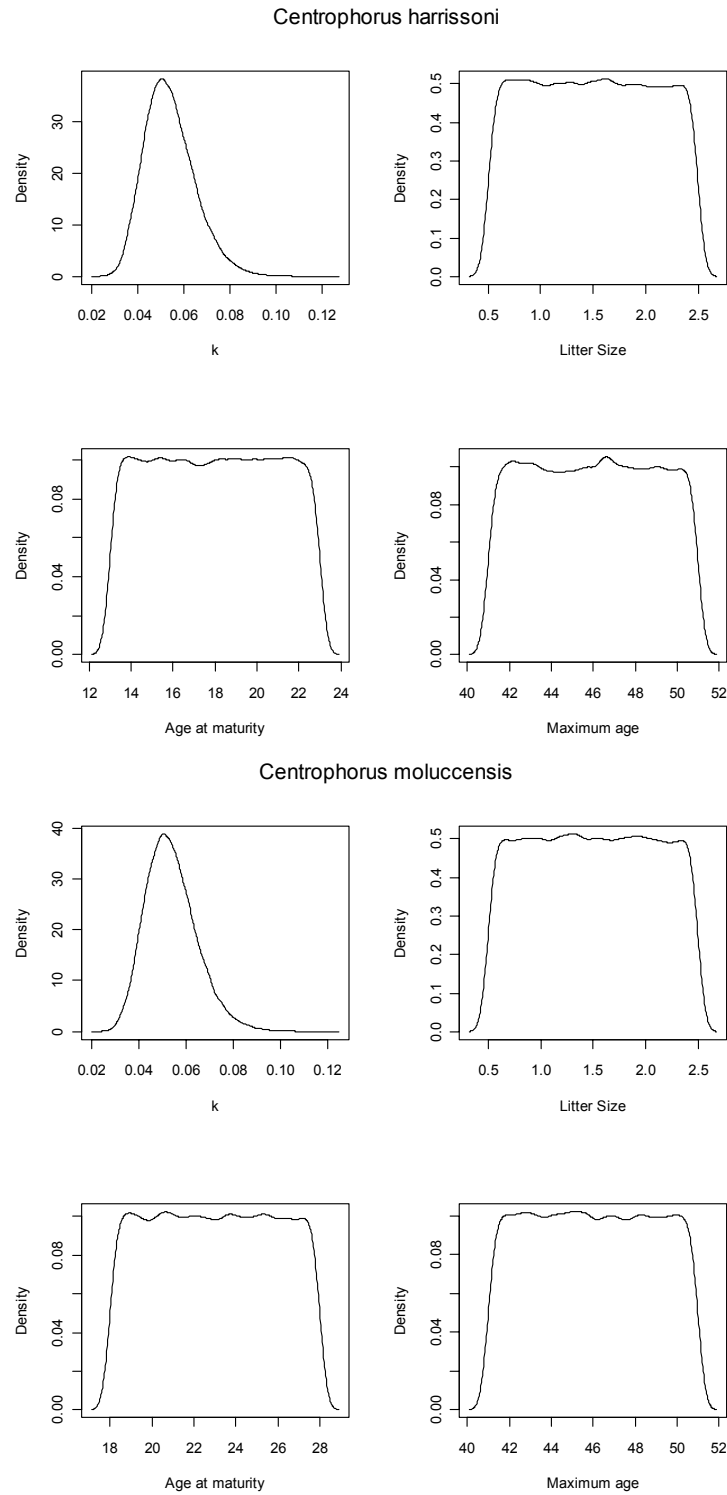 Centrophorus harrissoni
Density
0 10 20 30
0.02 0.04 0.06 0.08 0.10 0.12
k
Density
0.0 0.1 0.2 0.3 0.4 0.5
0.5 1.0 1.5 2.0 2.5
Litter Size
Density
0.00 0.04 0.08
12 14 16 18 20 22 24
Age at maturity
Density
0.00 0.04 0.08
40 42 44 46 48 50 52
Maximum age
Centrophorus moluccensis
Density
0 10 20 30 40
0.02 0.04 0.06 0.08 0.10 0.12
k
Density
0.0 0.1 0.2 0.3 0.4 0.5
0.5 1.0 1.5 2.0 2.5
Litter Size
Density
0.00 0.04 0.08
18 20 22 24 26 28
Age at maturity
Density
0.00 0.04 0.08
40 42 44 46 48 50 52
Maximum age